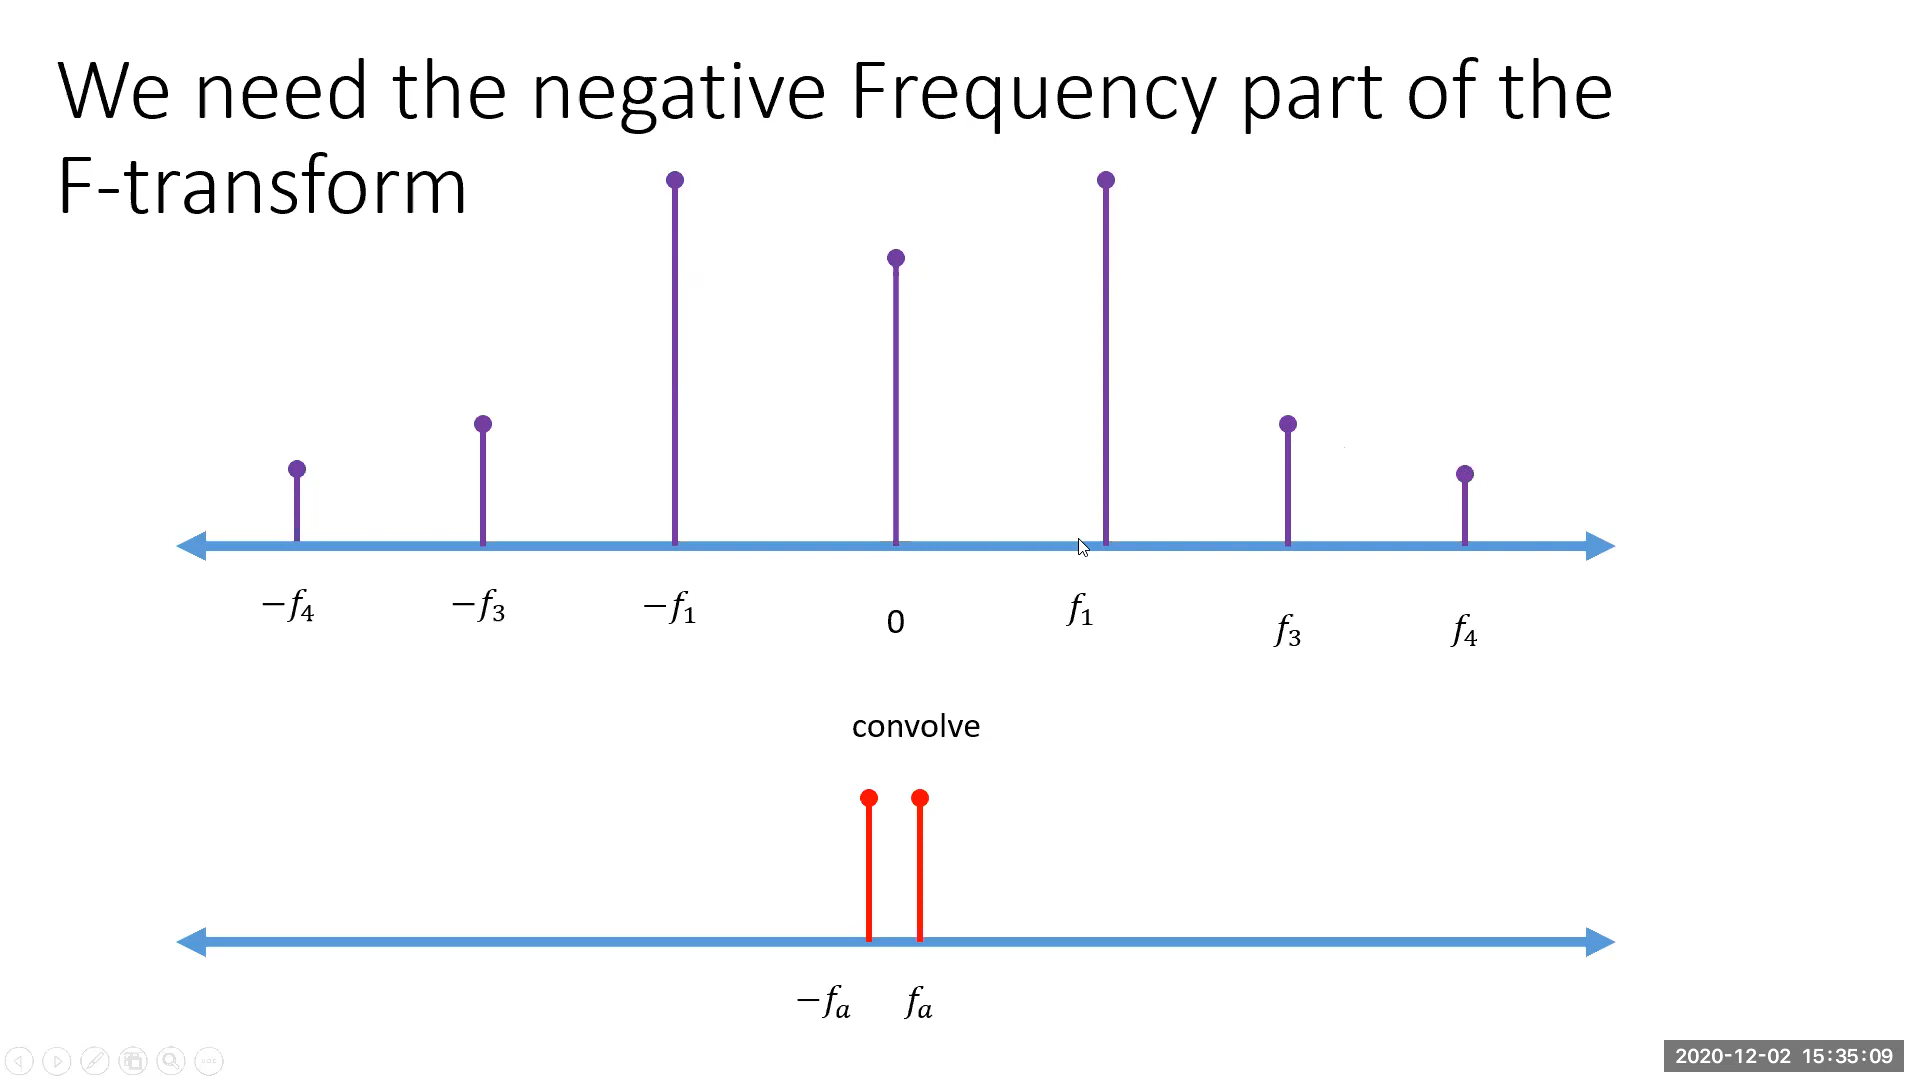 We need the negative Frequency part of the
F-transform
−f₄ −f₃ −f₁ 0 f₁ f₃ f₄
convolve
−fₐ fₐ
2020-12-02 15:35:09